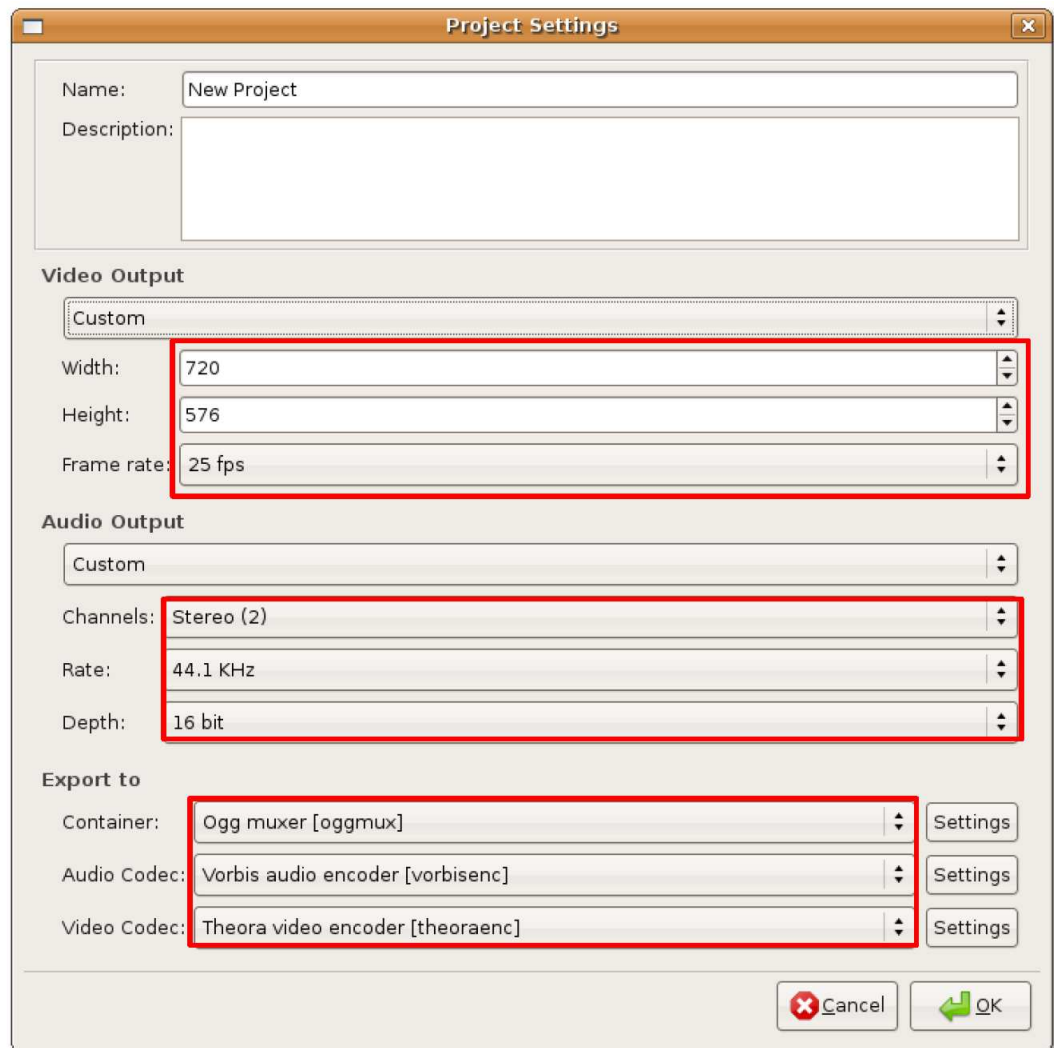 Project Settings
Name: New Project
Description:
Video Output
Custom
Width: 720
Height: 576
Frame rate: 25 fps
Audio Output
Custom
Channels: Stereo (2)
Rate: 44.1 KHz
Depth: 16 bit
Export to
Container: Ogg muxer [oggmux] Settings
Audio Codec: Vorbis audio encoder [vorbisenc] Settings
Video Codec: Theora video encoder [theoraenc] Settings
Cancel OK